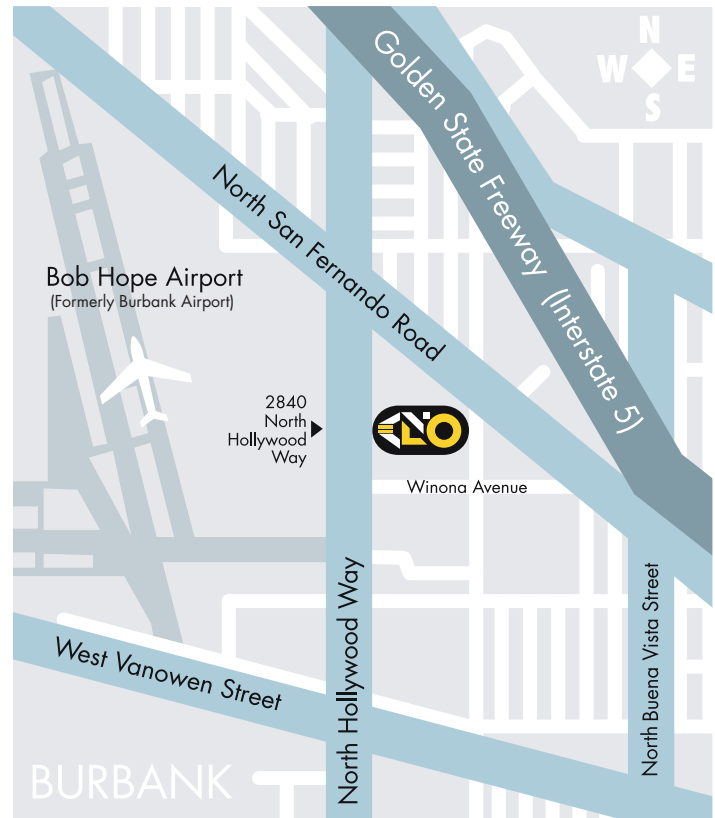 N
W E
S
Golden State Freeway (Interstate 5)
North San Fernando Road
Bob Hope Airport
(Formerly Burbank Airport)
2840
North
Hollywood
Way
Winona Avenue
North Hollywood Way
North Buena Vista Street
West Vanowen Street
BURBANK